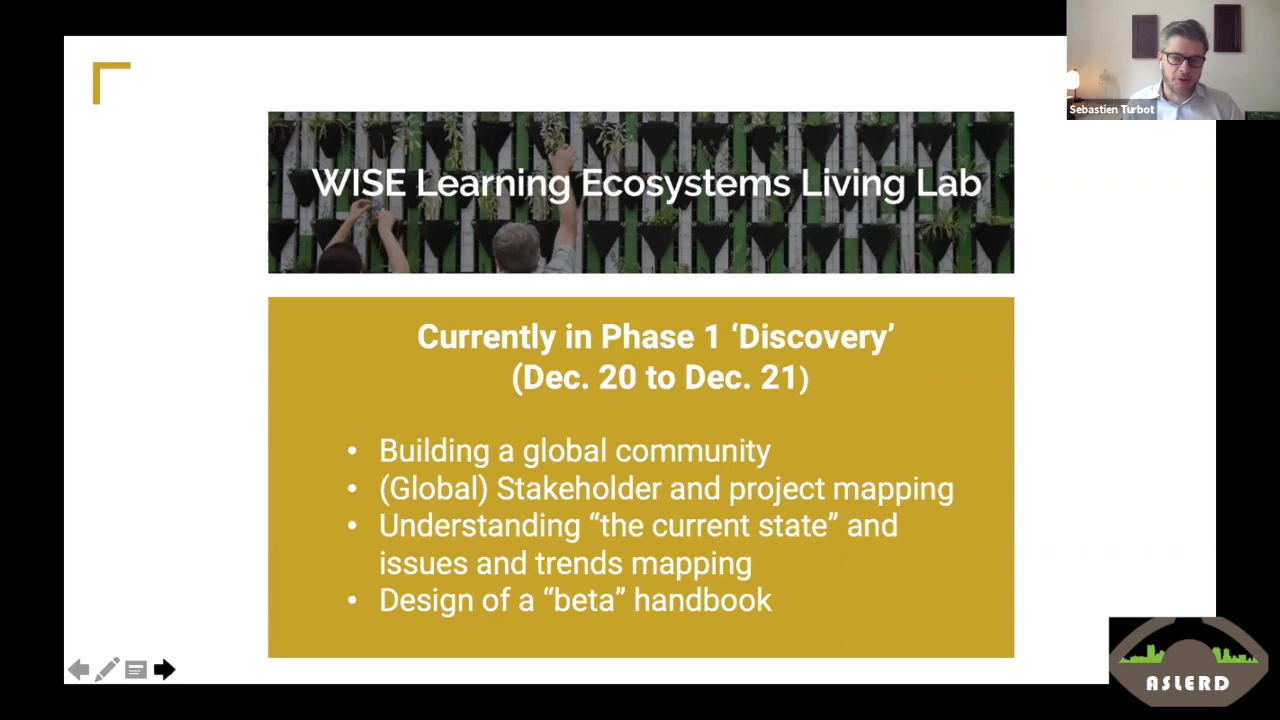 Sebastien Turbot
WISE Learning Ecosystems Living Lab
Currently in Phase 1 ‘Discovery’
(Dec. 20 to Dec. 21)
• Building a global community
• (Global) Stakeholder and project mapping
• Understanding “the current state” and
issues and trends mapping
• Design of a “beta” handbook
ASLERD